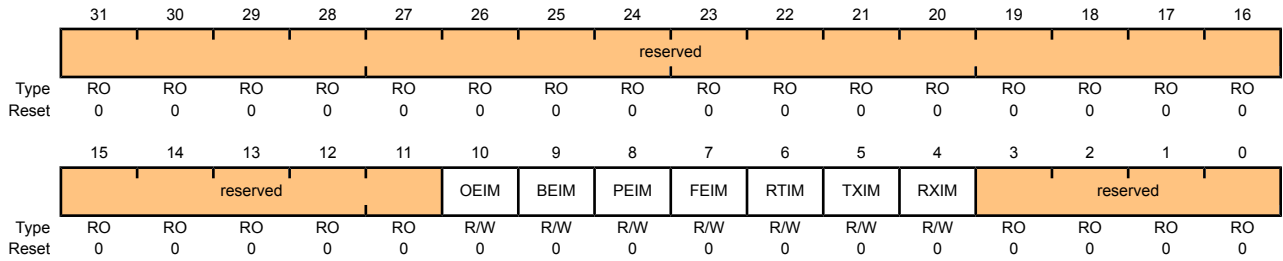 31 30 29 28 27 26 25 24 23 22 21 20 19 18 17 16
reserved
Type RO RO RO RO RO RO RO RO RO RO RO RO RO RO RO RO
Reset 0 0 0 0 0 0 0 0 0 0 0 0 0 0 0 0
15 14 13 12 11 10 9 8 7 6 5 4 3 2 1 0
reserved OEIM BEIM PEIM FEIM RTIM TXIM RXIM reserved
Type RO RO RO RO RO R/W R/W R/W R/W R/W R/W R/W RO RO RO RO
Reset 0 0 0 0 0 0 0 0 0 0 0 0 0 0 0 0